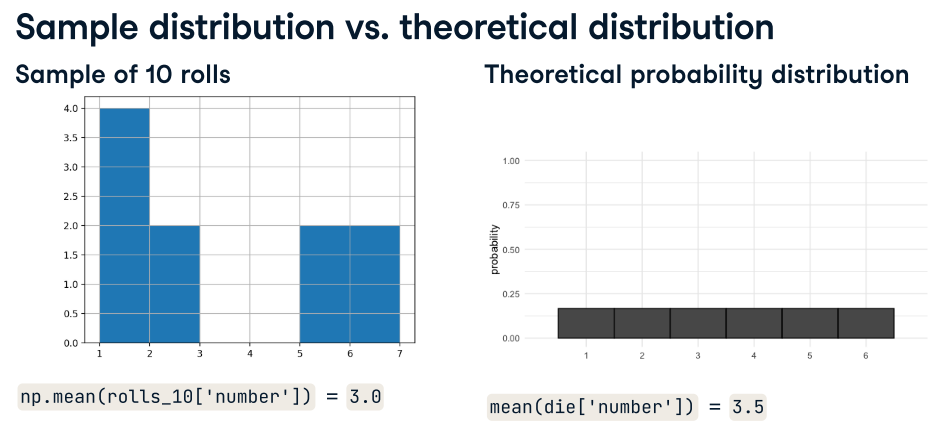 Sample distribution vs. theoretical distribution
Sample of 10 rolls
4.0
3.5
3.0
2.5
2.0
1.5
1.0
0.5
0.0
1 2 3 4 5 6 7
np.mean(rolls_10['number']) = 3.0
Theoretical probability distribution
probability
1.00
0.75
0.50
0.25
0.00
1 2 3 4 5 6
mean(die['number']) = 3.5